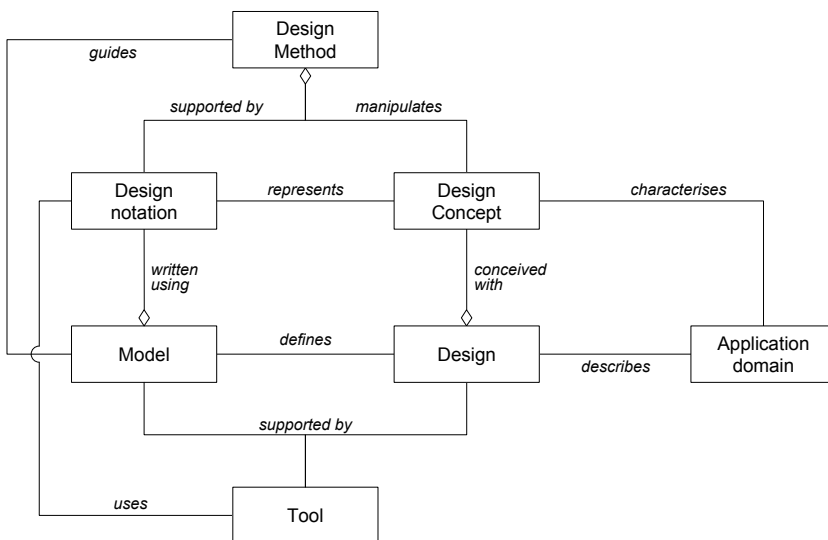 Design
Method
guides
supported by
manipulates
Design
notation
represents
Design
Concept
characterises
written
using
conceived
with
Model
defines
Design
describes
Application
domain
supported by
uses
Tool